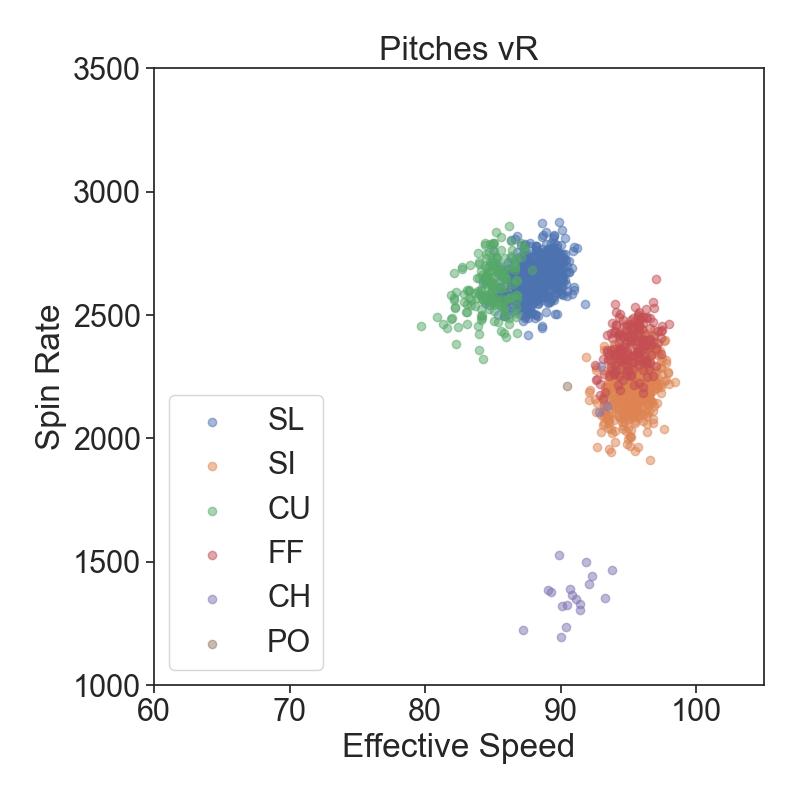 Pitches vR
3500
3000
2500
2000
1500
1000
Spin Rate
SL
SI
CU
FF
CH
PO
60
70
80
90
100
Effective Speed